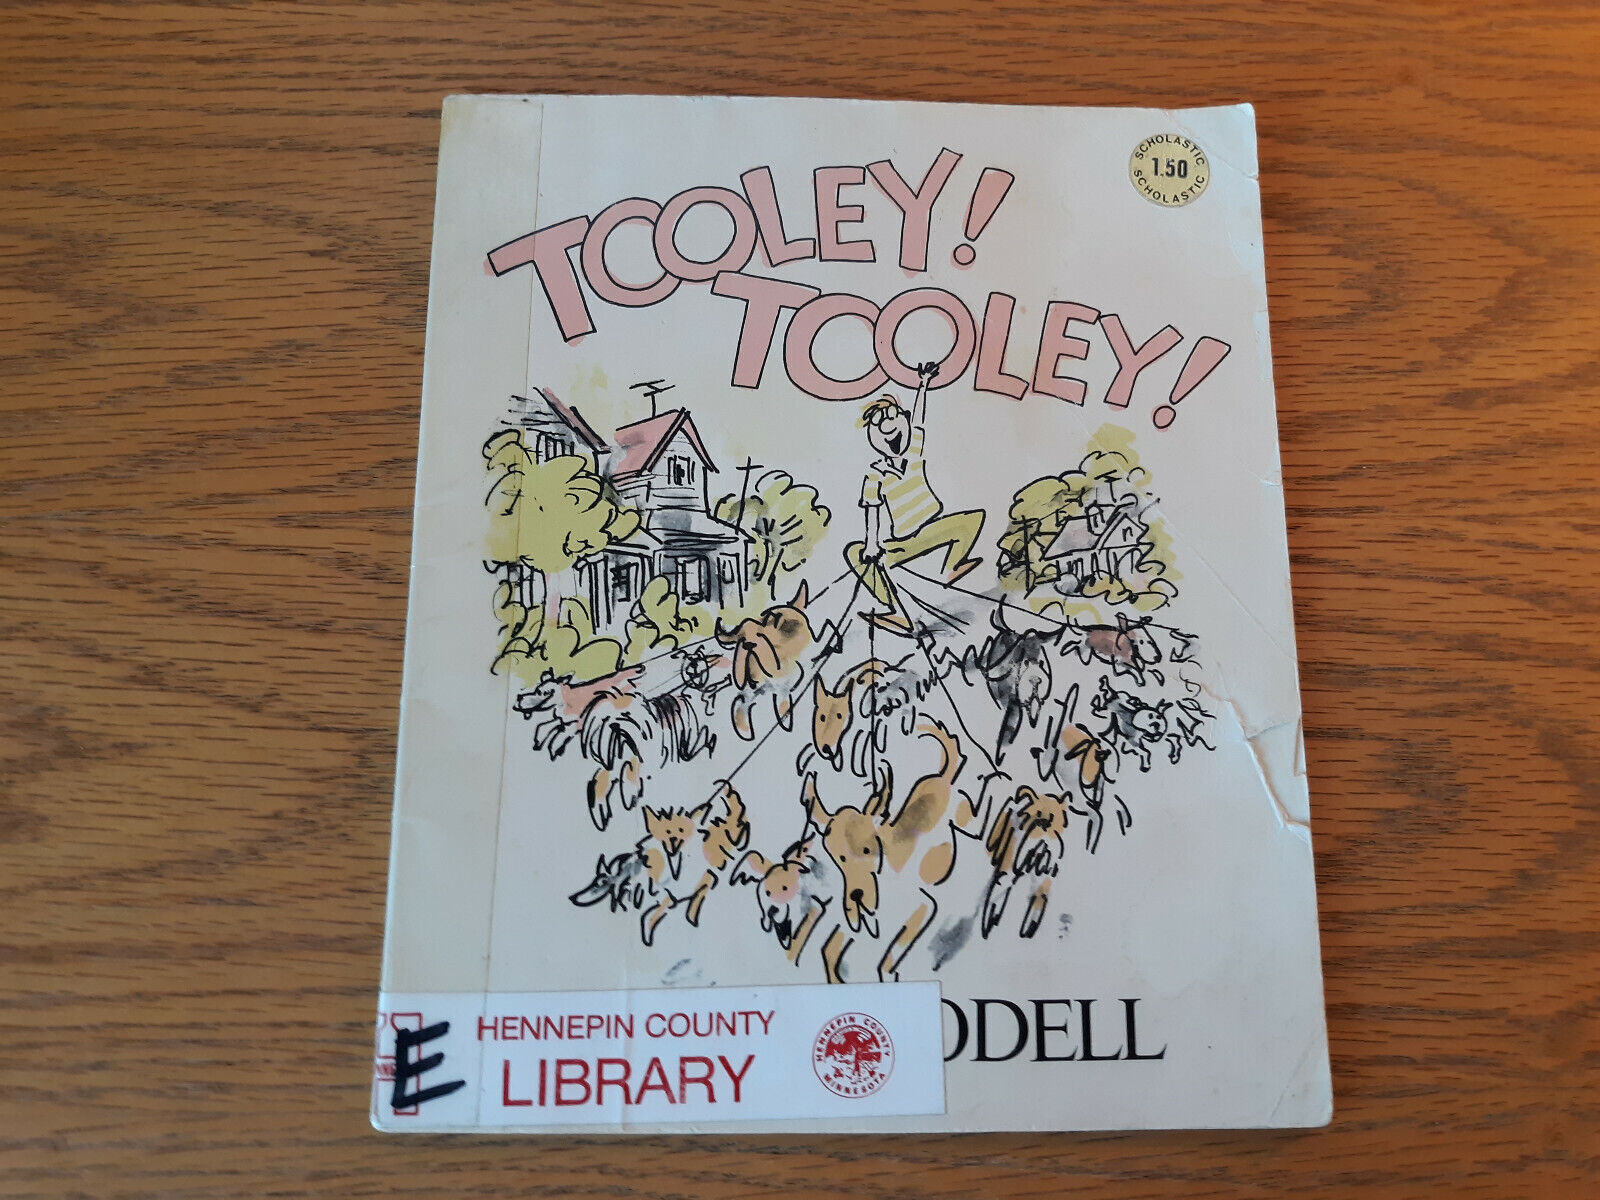 TOOLEY!
TOOLEY!
SCHOLASTIC
1.50
SCHOLASTIC
ODELL
E
HENNEPIN COUNTY
LIBRARY
HENNEPIN COUNTY
MINNESOTA